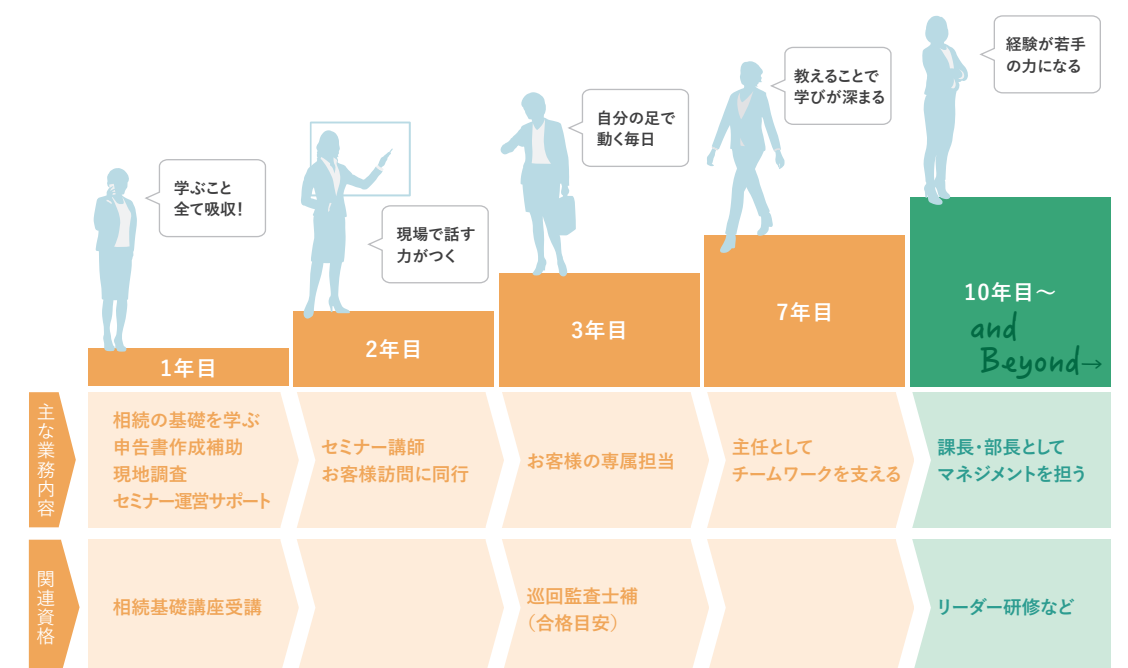 学ぶこと
全て吸収!
現場で話す
力がつく
自分の足で
動く毎日
教えることで
学びが深まる
経験が若手
の力になる
1年目
2年目
3年目
7年目
10年目〜
and
Beyond→
主な業務内容
相続の基礎を学ぶ
申告書作成補助
現地調査
セミナー運営サポート
セミナー講師
お客様訪問に同行
お客様の専属担当
主任として
チームワークを支える
課長・部長として
マネジメントを担う
関連資格
相続基礎講座受講
巡回監査士補
(合格目安)
リーダー研修など